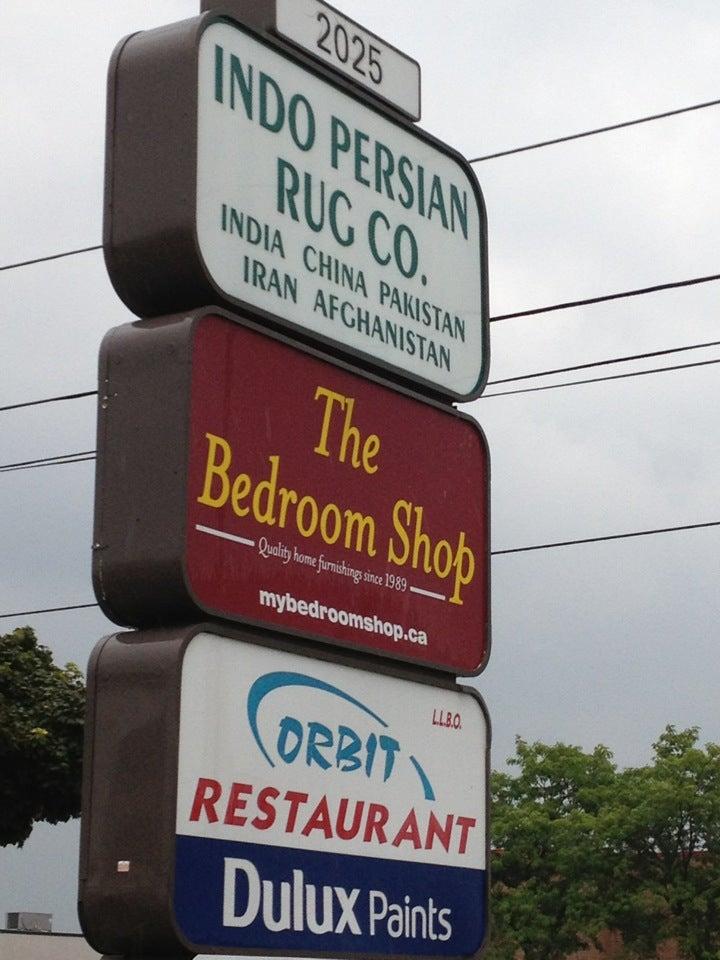 2025
INDO PERSIAN
RUG CO.
INDIA CHINA PAKISTAN
IRAN AFGHANISTAN
The
Bedroom Shop
Quality home furnishings since 1989
mybedroomshop.ca
L.L.B.O.
ORBIT
RESTAURANT
Dulux Paints